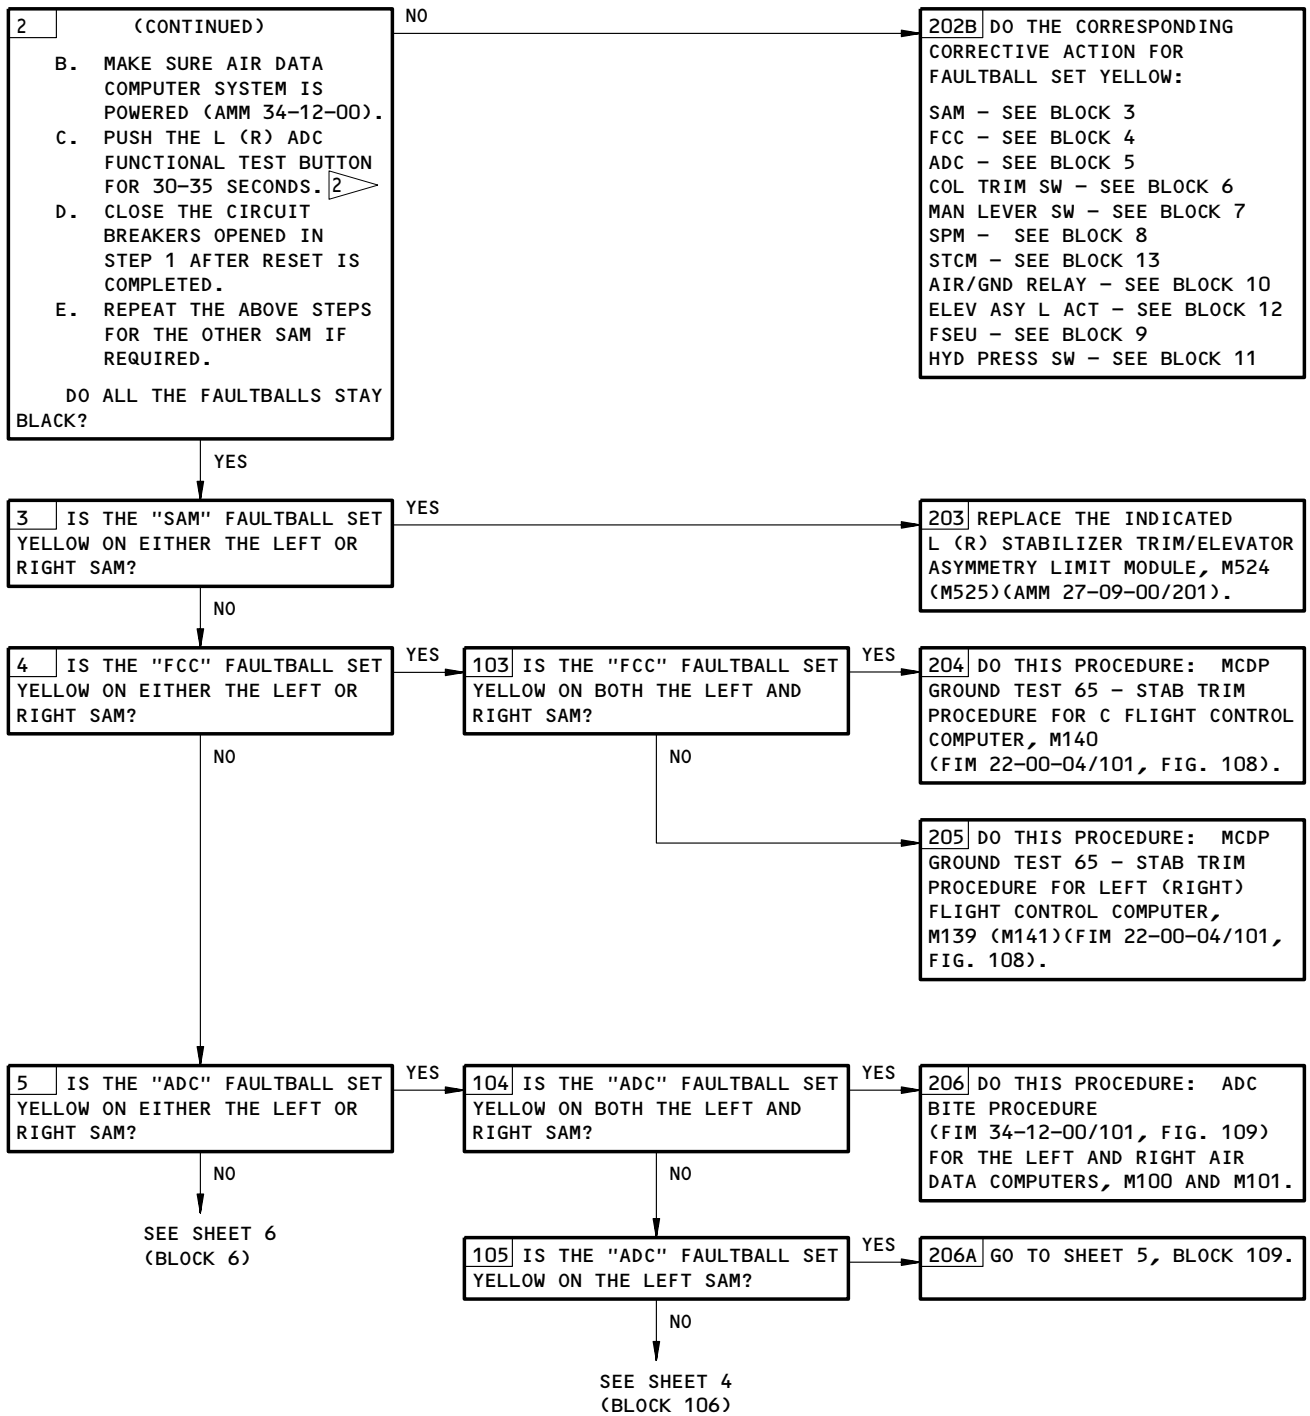 2 (CONTINUED)
B. MAKE SURE AIR DATA
COMPUTER SYSTEM IS
POWERED (AMM 34-12-00).
C. PUSH THE L (R) ADC
FUNCTIONAL TEST BUTTON
FOR 30-35 SECONDS. 2
D. CLOSE THE CIRCUIT
BREAKERS OPENED IN
STEP 1 AFTER RESET IS
COMPLETED.
E. REPEAT THE ABOVE STEPS
FOR THE OTHER SAM IF
REQUIRED.
DO ALL THE FAULTBALLS STAY
BLACK?
NO
202B DO THE CORRESPONDING
CORRECTIVE ACTION FOR
FAULTBALL SET YELLOW:
SAM - SEE BLOCK 3
FCC - SEE BLOCK 4
ADC - SEE BLOCK 5
COL TRIM SW - SEE BLOCK 6
MAN LEVER SW - SEE BLOCK 7
SPM - SEE BLOCK 8
STCM - SEE BLOCK 13
AIR/GND RELAY - SEE BLOCK 10
ELEV ASY L ACT - SEE BLOCK 12
FSEU - SEE BLOCK 9
HYD PRESS SW - SEE BLOCK 11
YES
3 IS THE "SAM" FAULTBALL SET
YELLOW ON EITHER THE LEFT OR
RIGHT SAM?
YES
203 REPLACE THE INDICATED
L (R) STABILIZER TRIM/ELEVATOR
ASYMMETRY LIMIT MODULE, M524
(M525)(AMM 27-09-00/201).
NO
4 IS THE "FCC" FAULTBALL SET
YELLOW ON EITHER THE LEFT OR
RIGHT SAM?
YES
103 IS THE "FCC" FAULTBALL SET
YELLOW ON BOTH THE LEFT AND
RIGHT SAM?
YES
204 DO THIS PROCEDURE: MCDP
GROUND TEST 65 - STAB TRIM
PROCEDURE FOR C FLIGHT CONTROL
COMPUTER, M140
(FIM 22-00-04/101, FIG. 108).
NO
NO
205 DO THIS PROCEDURE: MCDP
GROUND TEST 65 - STAB TRIM
PROCEDURE FOR LEFT (RIGHT)
FLIGHT CONTROL COMPUTER,
M139 (M141)(FIM 22-00-04/101,
FIG. 108).
5 IS THE "ADC" FAULTBALL SET
YELLOW ON EITHER THE LEFT OR
RIGHT SAM?
YES
104 IS THE "ADC" FAULTBALL SET
YELLOW ON BOTH THE LEFT AND
RIGHT SAM?
YES
206 DO THIS PROCEDURE: ADC
BITE PROCEDURE
(FIM 34-12-00/101, FIG. 109)
FOR THE LEFT AND RIGHT AIR
DATA COMPUTERS, M100 AND M101.
NO
SEE SHEET 6
(BLOCK 6)
NO
105 IS THE "ADC" FAULTBALL SET
YELLOW ON THE LEFT SAM?
YES
206A GO TO SHEET 5, BLOCK 109.
NO
SEE SHEET 4
(BLOCK 106)